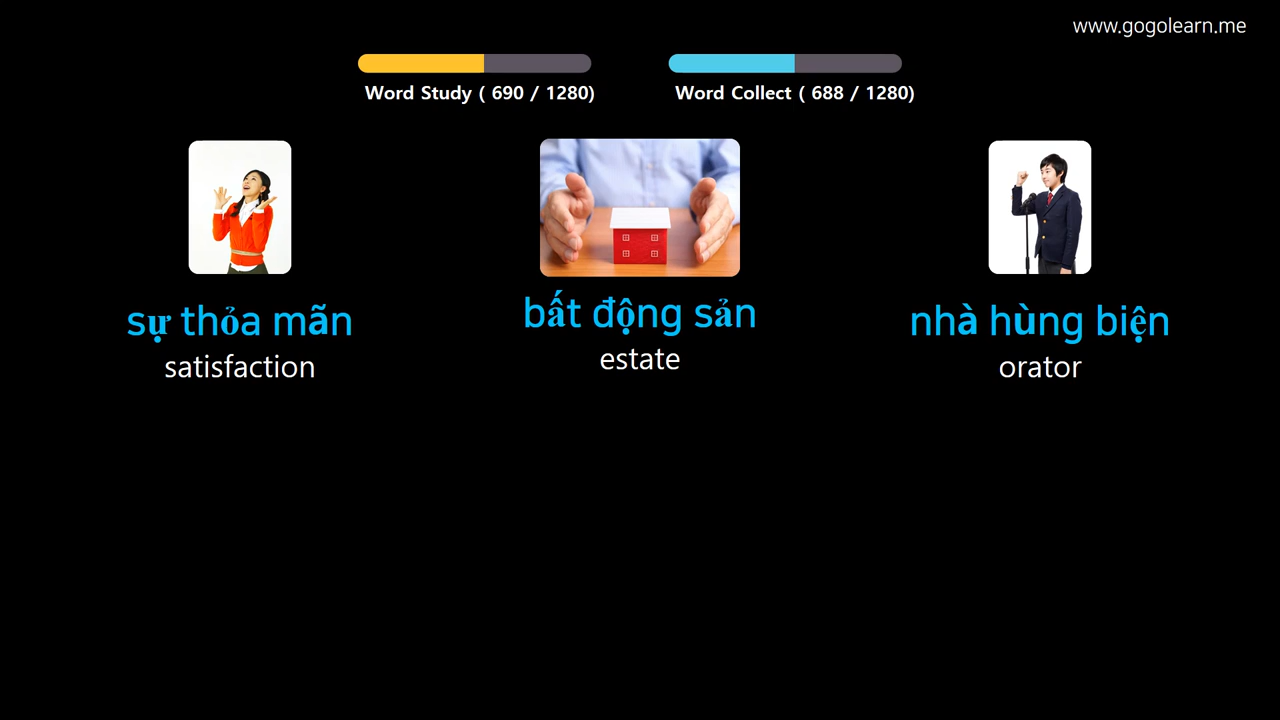 www.gogolearn.me
Word Study ( 690 / 1280)
Word Collect ( 688 / 1280)
sự thỏa mãn
satisfaction
bất động sản
estate
nhà hùng biện
orator